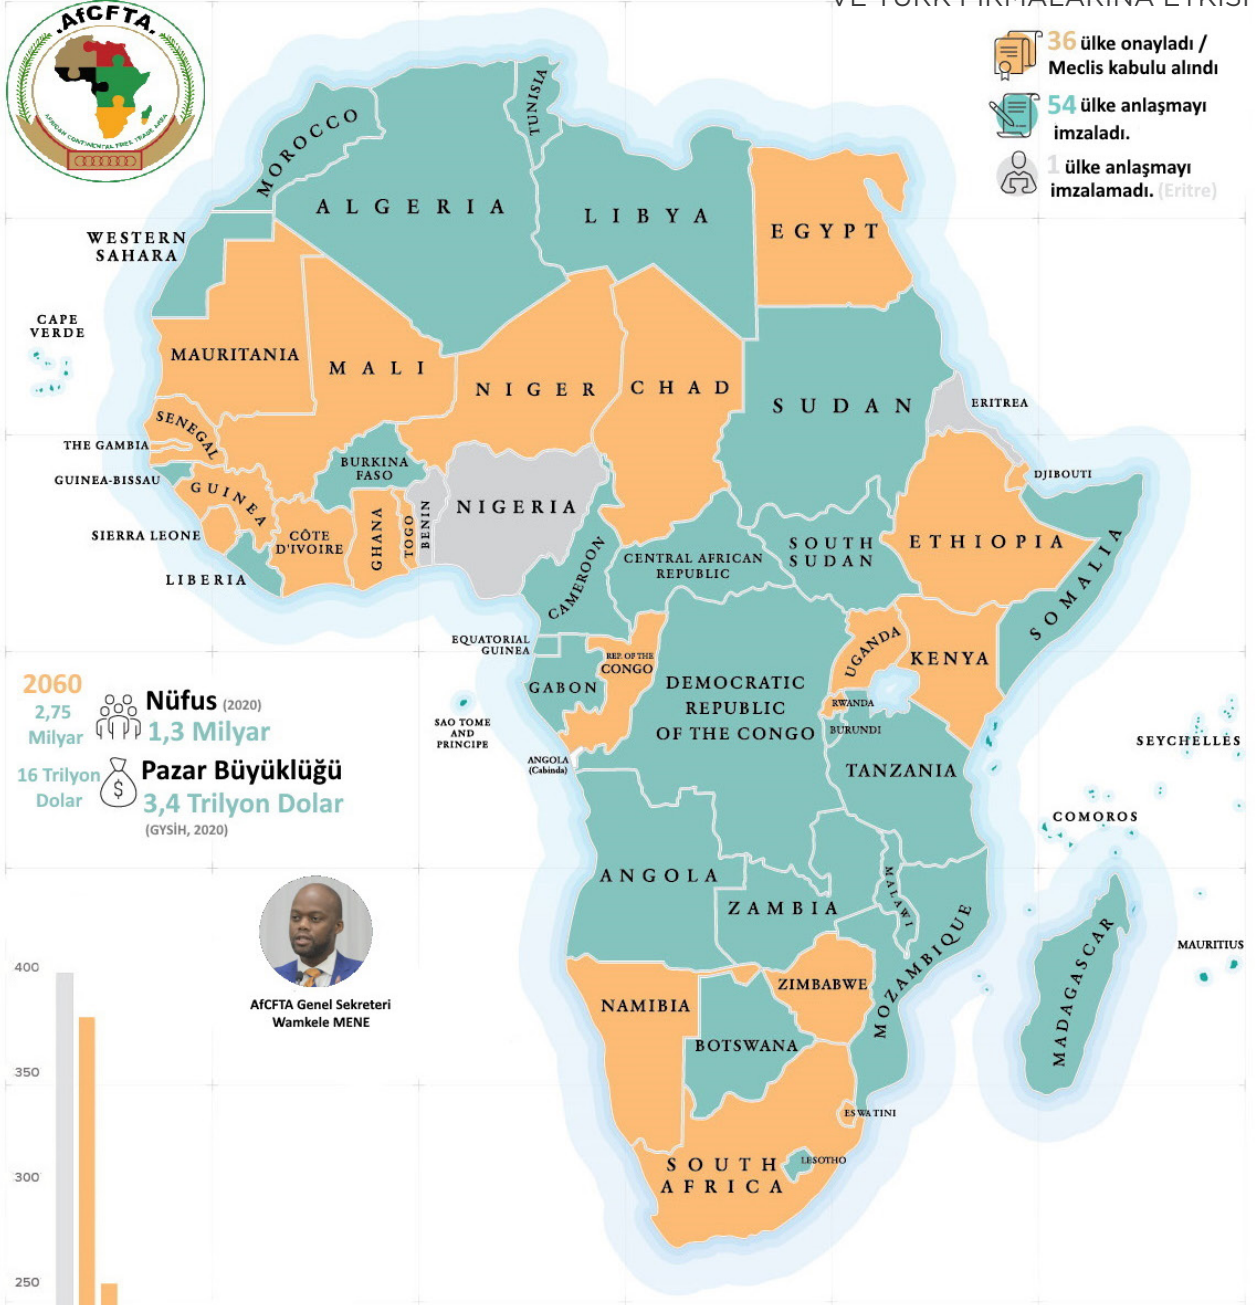 VE TÜRK FİRMALARINA ETKİSİ
.AfCFTA.
AFRICAN CONTINENTAL FREE TRADE AREA
36 ülke onayladı /
Meclis kabulu alındı
54 ülke anlaşmayı
imzaladı.
1 ülke anlaşmayı
imzalamadı. (Eritre)
MOROCCO
TUNISIA
ALGERIA
LIBYA
EGYPT
WESTERN
SAHARA
CAPE
VERDE
MAURITANIA
MALI
NIGER
CHAD
SUDAN
ERITREA
SENEGAL
THE GAMBIA
GUINEA-BISSAU
GUINEA
BURKINA
FASO
DJIBOUTI
NIGERIA
SIERRA LEONE
CÔTE
D'IVOIRE
GHANA
TOGO
BENIN
LIBERIA
CAMEROON
CENTRAL AFRICAN
REPUBLIC
SOUTH
SUDAN
ETHIOPIA
SOMALIA
EQUATORIAL
GUINEA
REP. OF THE
CONGO
UGANDA
KENYA
GABON
DEMOCRATIC
REPUBLIC
OF THE CONGO
RWANDA
BURUNDI
SAO TOME
AND
PRINCIPE
ANGOLA
(Cabinda)
TANZANIA
SEYCHELLES
COMOROS
2060
2,75
Milyar
Nüfus (2020)
1,3 Milyar
16 Trilyon
Dolar
Pazar Büyüklüğü
3,4 Trilyon Dolar
(GYSİH, 2020)
ANGOLA
ZAMBIA
MALAWI
MOZAMBIQUE
MADAGASCAR
MAURITIUS
ZIMBABWE
NAMIBIA
BOTSWANA
ESWATINI
LESOTHO
SOUTH
AFRICA
AfCFTA Genel Sekreteri
Wamkele MENE
400
350
300
250